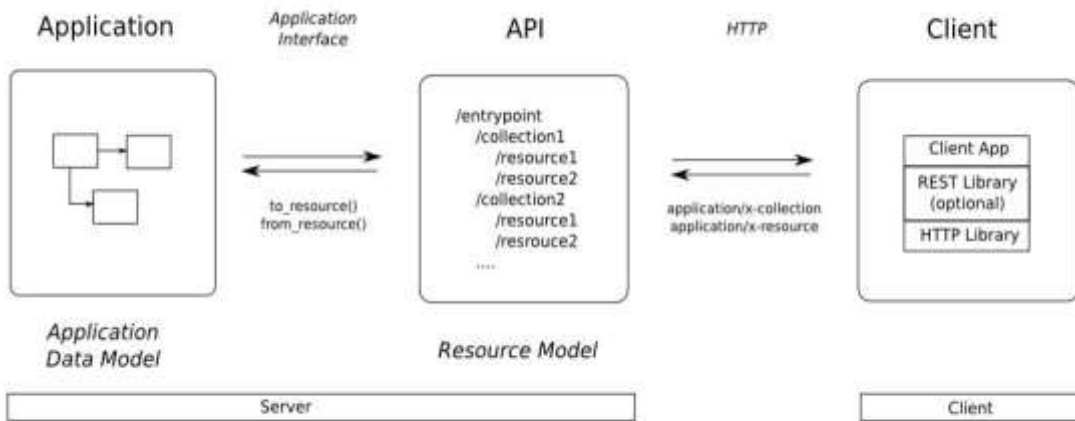 Application
Application
Interface
API
HTTP
Client
/entrypoint
/collection1
/resource1
/resource2
/collection2
/resource1
/resrouce2
....
to_resource()
from_resource()
application/x-collection
application/x-resource
Client App
REST Library
(optional)
HTTP Library
Application
Data Model
Resource Model
Server
Client